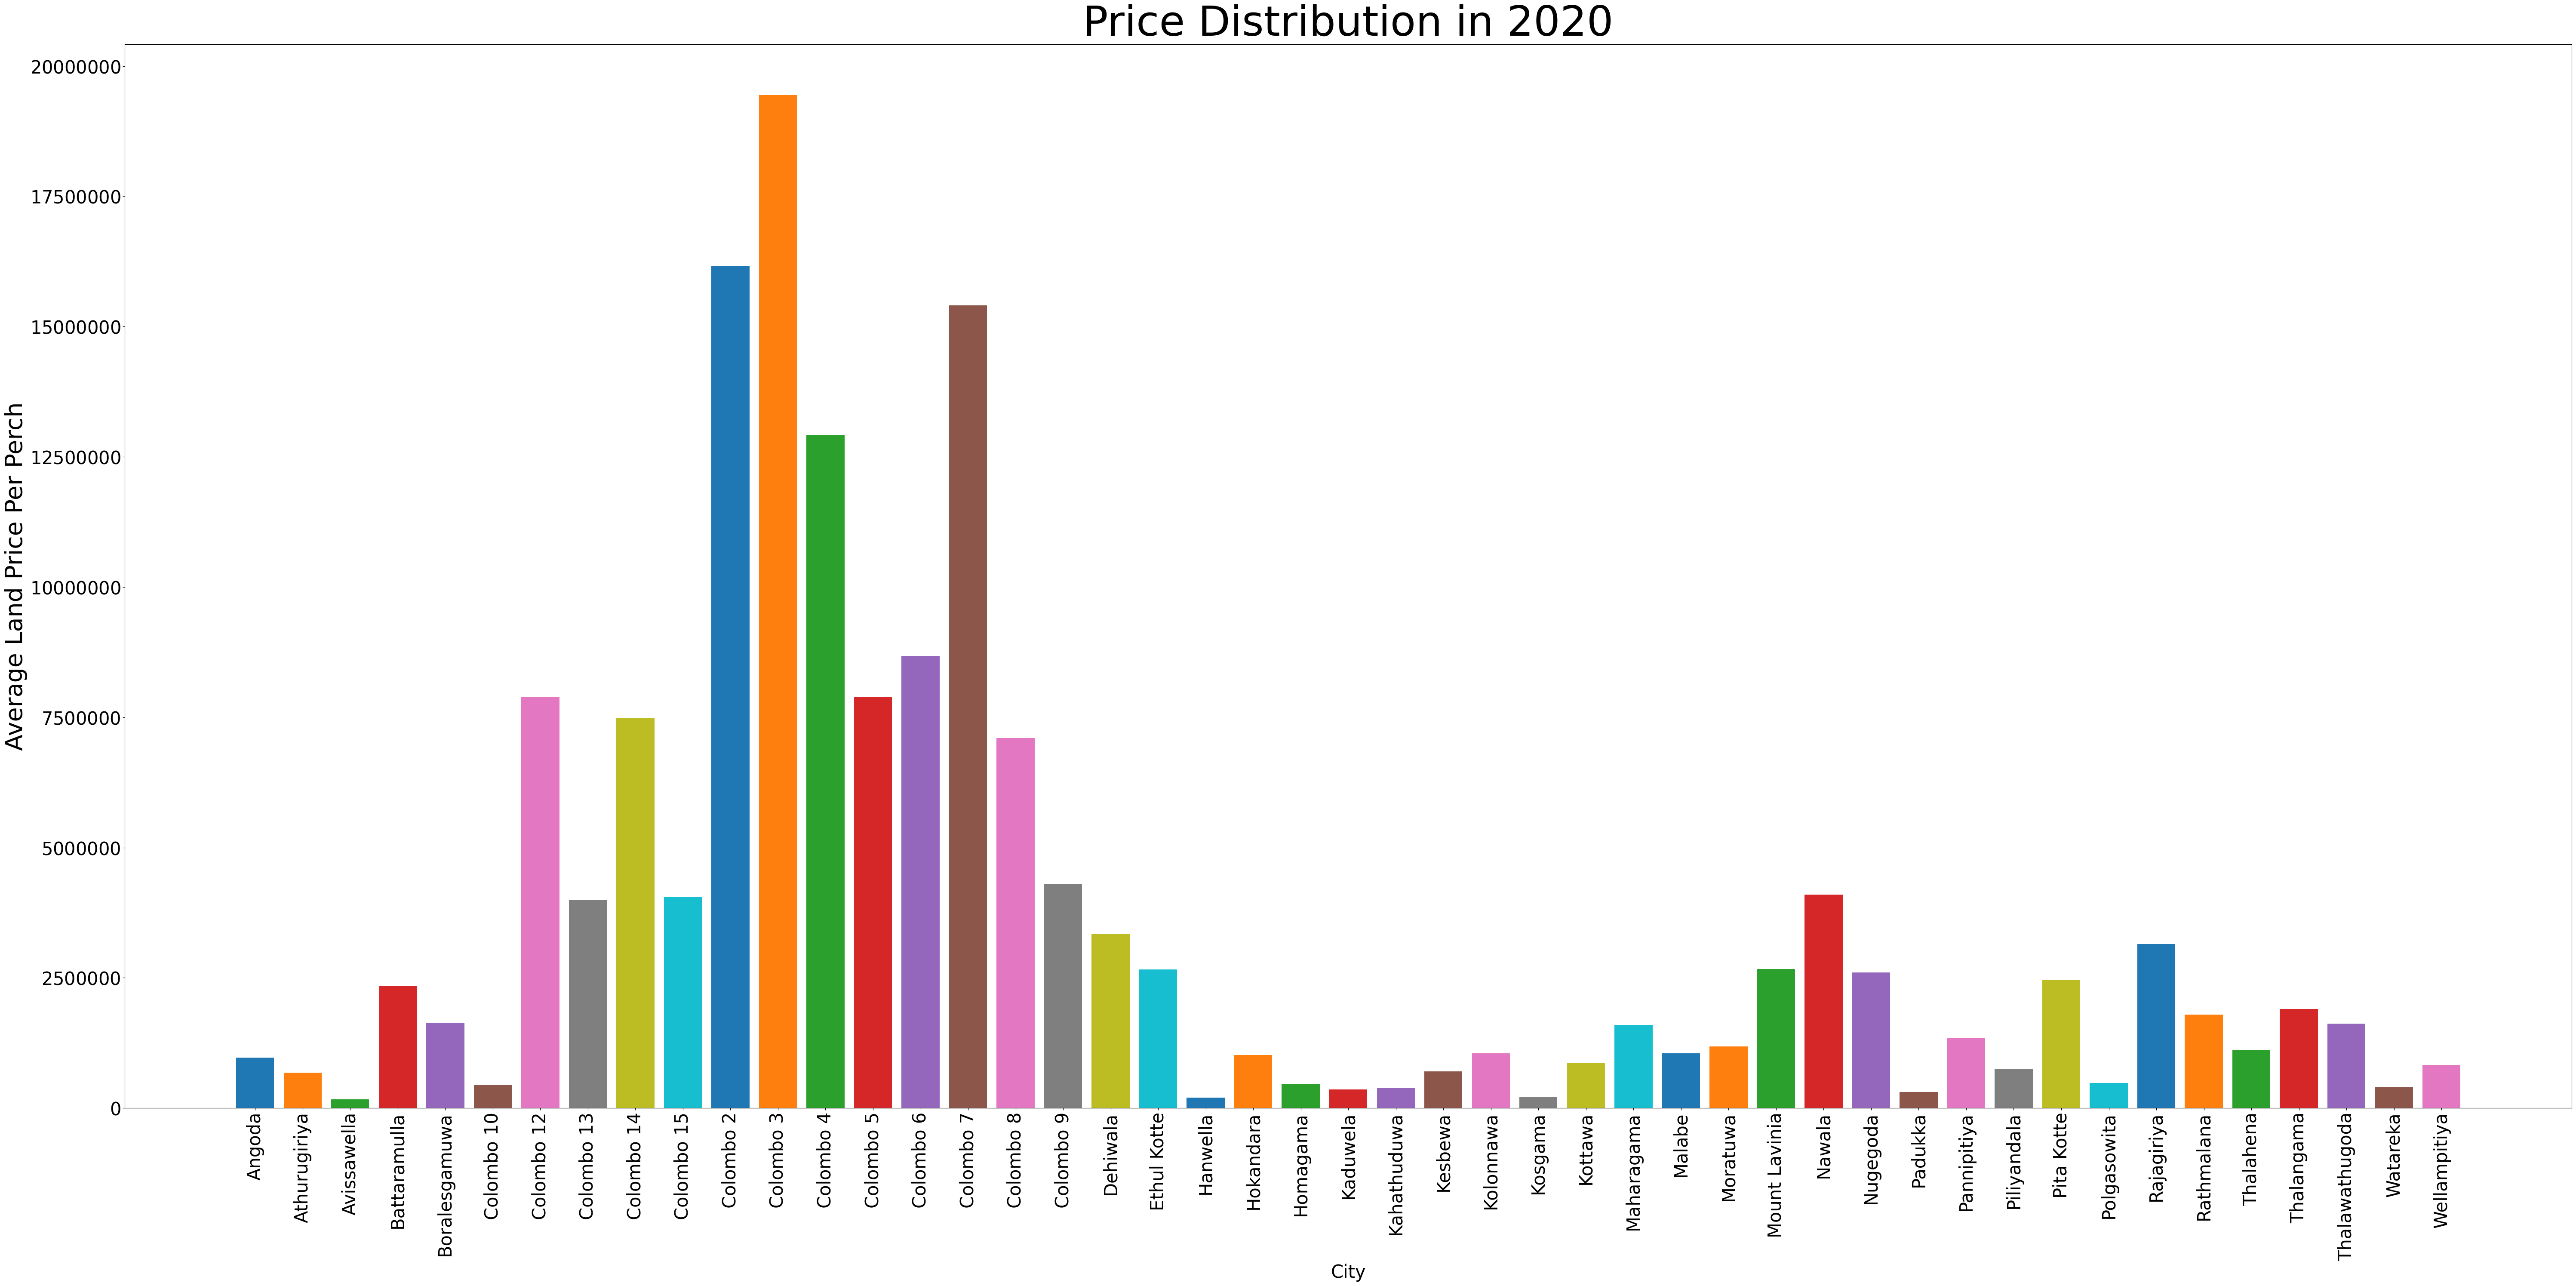 Price Distribution in 2020
Average Land Price Per Perch
20000000
17500000
15000000
12500000
10000000
7500000
5000000
2500000
0
Angoda
Athurugiriya
Avissawella
Battaramulla
Boralesgamuwa
Colombo 10
Colombo 12
Colombo 13
Colombo 14
Colombo 15
Colombo 2
Colombo 3
Colombo 4
Colombo 5
Colombo 6
Colombo 7
Colombo 8
Colombo 9
Dehiwala
Ethul Kotte
Hanwella
Hokandara
Homagama
Kaduwela
Kahathuduwa
Kesbewa
Kolonnawa
Kosgama
Kottawa
Maharagama
Malabe
Moratuwa
Mount Lavinia
Nawala
Nugegoda
Padukka
Pannipitiya
Piliyandala
Pita Kotte
Polgasowita
Rajagiriya
Rathmalana
Thalahena
Thalangama
Thalawathugoda
Watareka
Wellampitiya
City